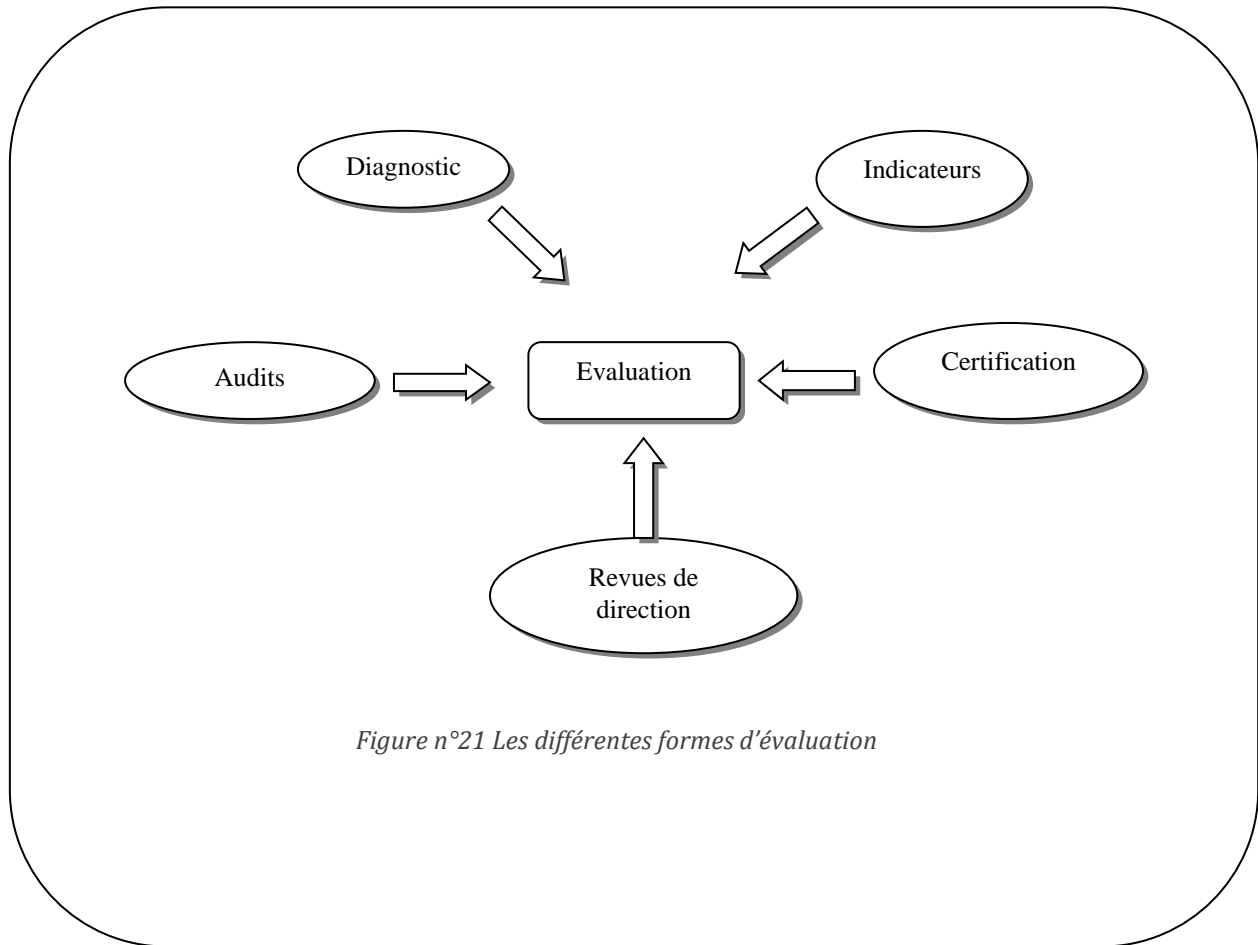 Diagnostic
Indicateurs
Audits
Evaluation
Certification
Revues de
direction
Figure n°21 Les différentes formes d’évaluation